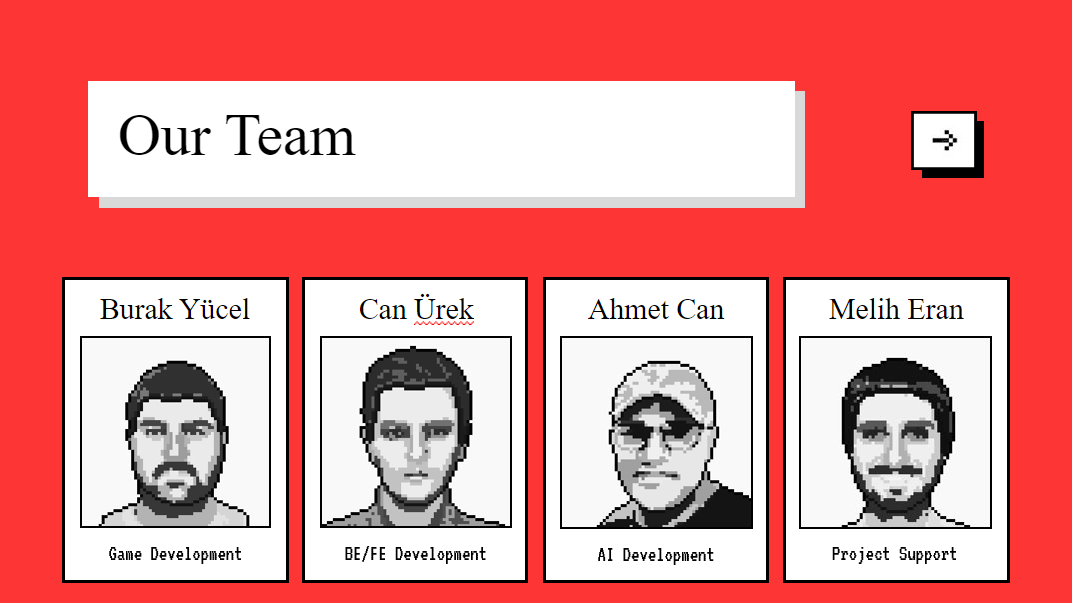 Our Team
Burak Yücel
Can Ürek
Ahmet Can
Melih Eran
Game Development
BE/FE Development
AI Development
Project Support